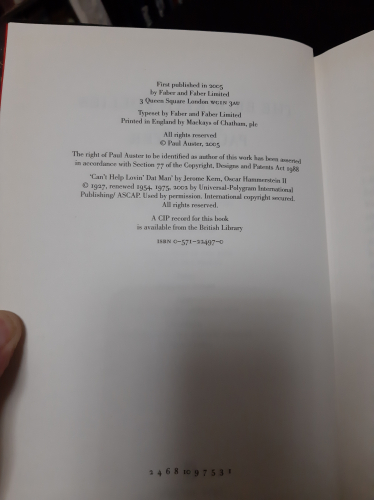 First published in 2005
by Faber and Faber Limited
3 Queen Square London WC1N 3AU
Typeset by Faber and Faber Limited
Printed in England by Mackays of Chatham, plc
All rights reserved
© Paul Auster, 2005
The right of Paul Auster to be identified as author of this work has been asserted
in accordance with Section 77 of the Copyright, Designs and Patents Act 1988
'Can't Help Lovin' Dat Man' by Jerome Kern, Oscar Hammerstein II
© 1927, renewed 1954, 1975, 2002 by Universal-Polygram International
Publishing/ ASCAP. Used by permission. International copyright secured.
All rights reserved.
A CIP record for this book
is available from the British Library
ISBN 0-571-22497-0
2 4 6 8 10 9 7 5 3 1